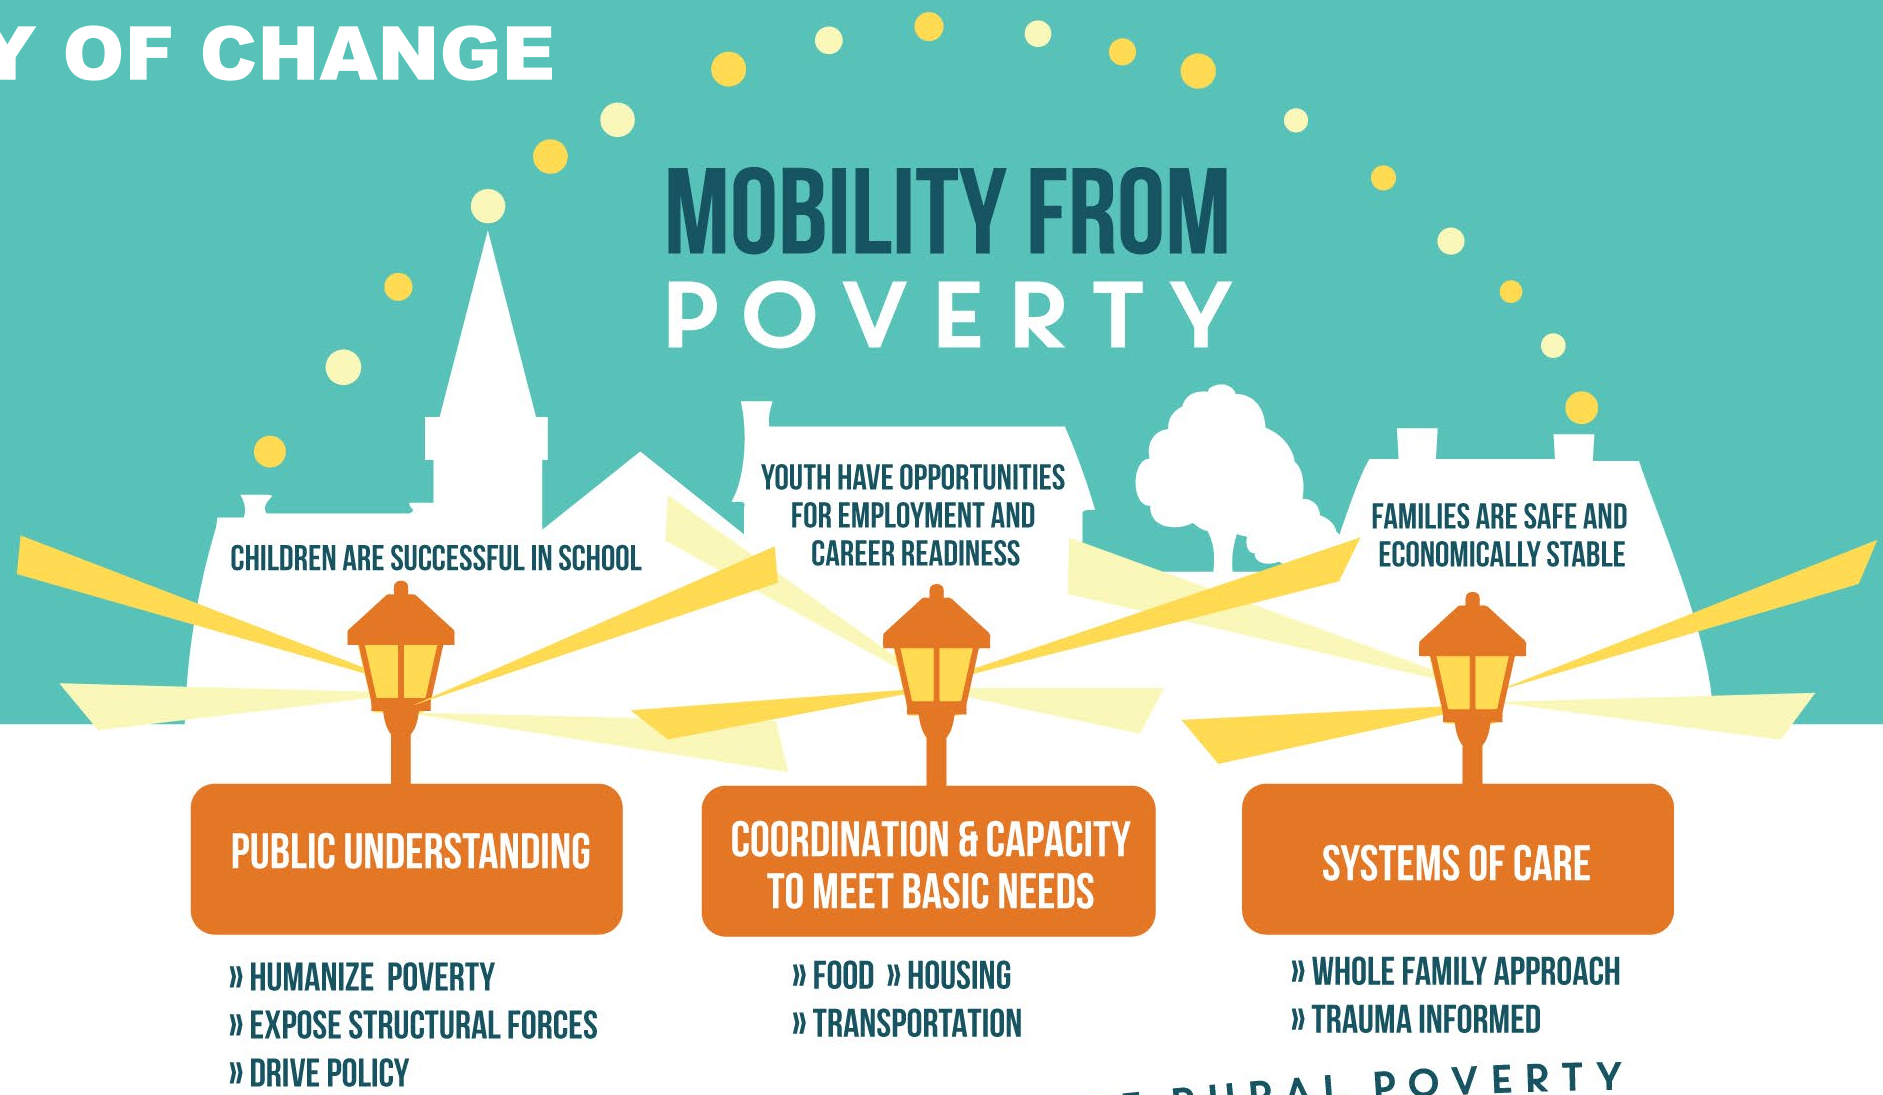 Y OF CHANGE
MOBILITY FROM
POVERTY
CHILDREN ARE SUCCESSFUL IN SCHOOL
YOUTH HAVE OPPORTUNITIES
FOR EMPLOYMENT AND
CAREER READINESS
FAMILIES ARE SAFE AND
ECONOMICALLY STABLE
PUBLIC UNDERSTANDING
» HUMANIZE POVERTY
» EXPOSE STRUCTURAL FORCES
» DRIVE POLICY
COORDINATION & CAPACITY
TO MEET BASIC NEEDS
» FOOD » HOUSING
» TRANSPORTATION
SYSTEMS OF CARE
» WHOLE FAMILY APPROACH
» TRAUMA INFORMED
RURAL POVERTY